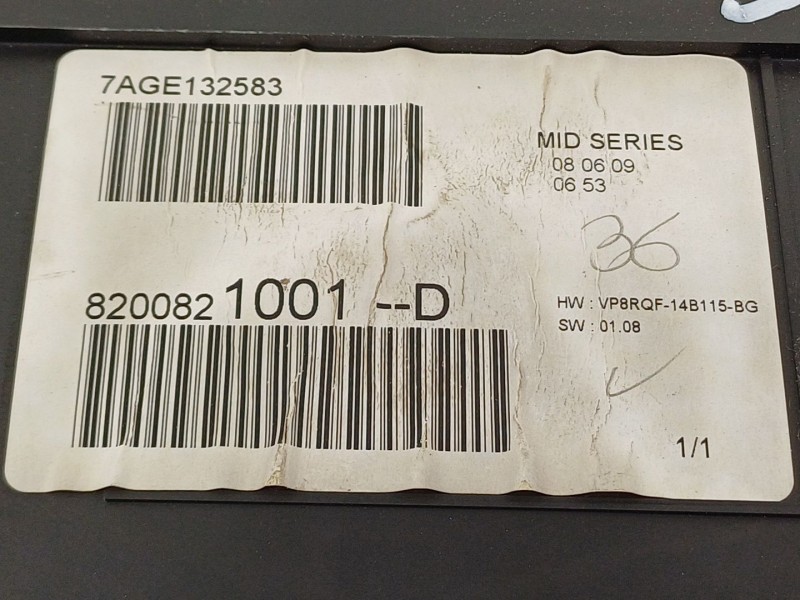 7AGE132583
MID SERIES
08 06 09
06 53
36
8200821001 --D
HW : VP8RQF-14B115-BG
SW : 01.08
1/1